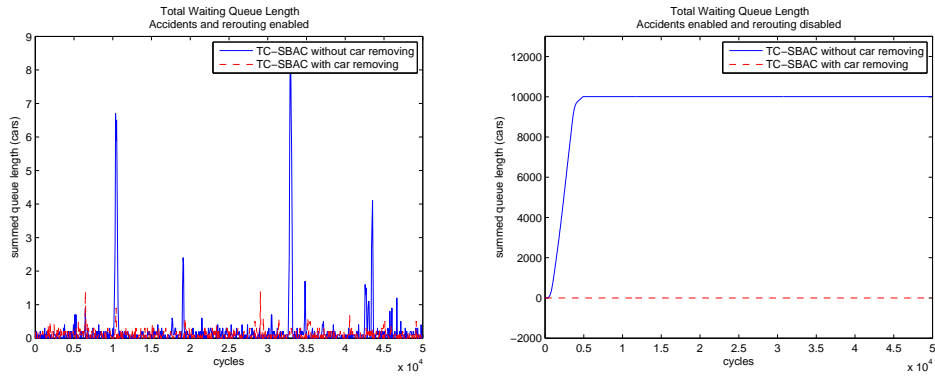 Total Waiting Queue Length
Accidents and rerouting enabled
TC−SBAC without car removing
TC−SBAC with car removing
summed queue length (cars)
9
8
7
6
5
4
3
2
1
0
0 0.5 1 1.5 2 2.5 3 3.5 4 4.5 5
cycles
x 10^4
Total Waiting Queue Length
Accidents enabled and rerouting disabled
TC−SBAC without car removing
TC−SBAC with car removing
summed queue length (cars)
12000
10000
8000
6000
4000
2000
0
−2000
0 0.5 1 1.5 2 2.5 3 3.5 4 4.5 5
cycles
x 10^4